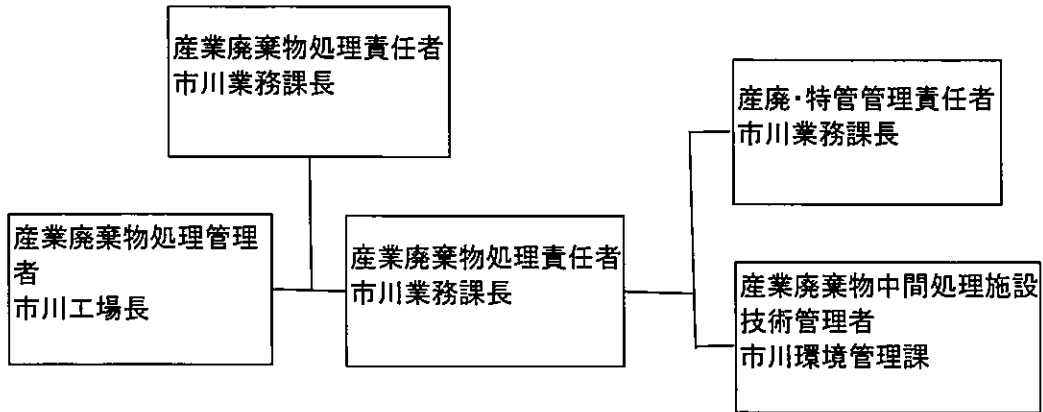 産業廃棄物処理責任者
市川業務課長
産廃・特管管理責任者
市川業務課長
産業廃棄物処理管理
者
市川工場長
産業廃棄物処理責任者
市川業務課長
産業廃棄物中間処理施設
技術管理者
市川環境管理課